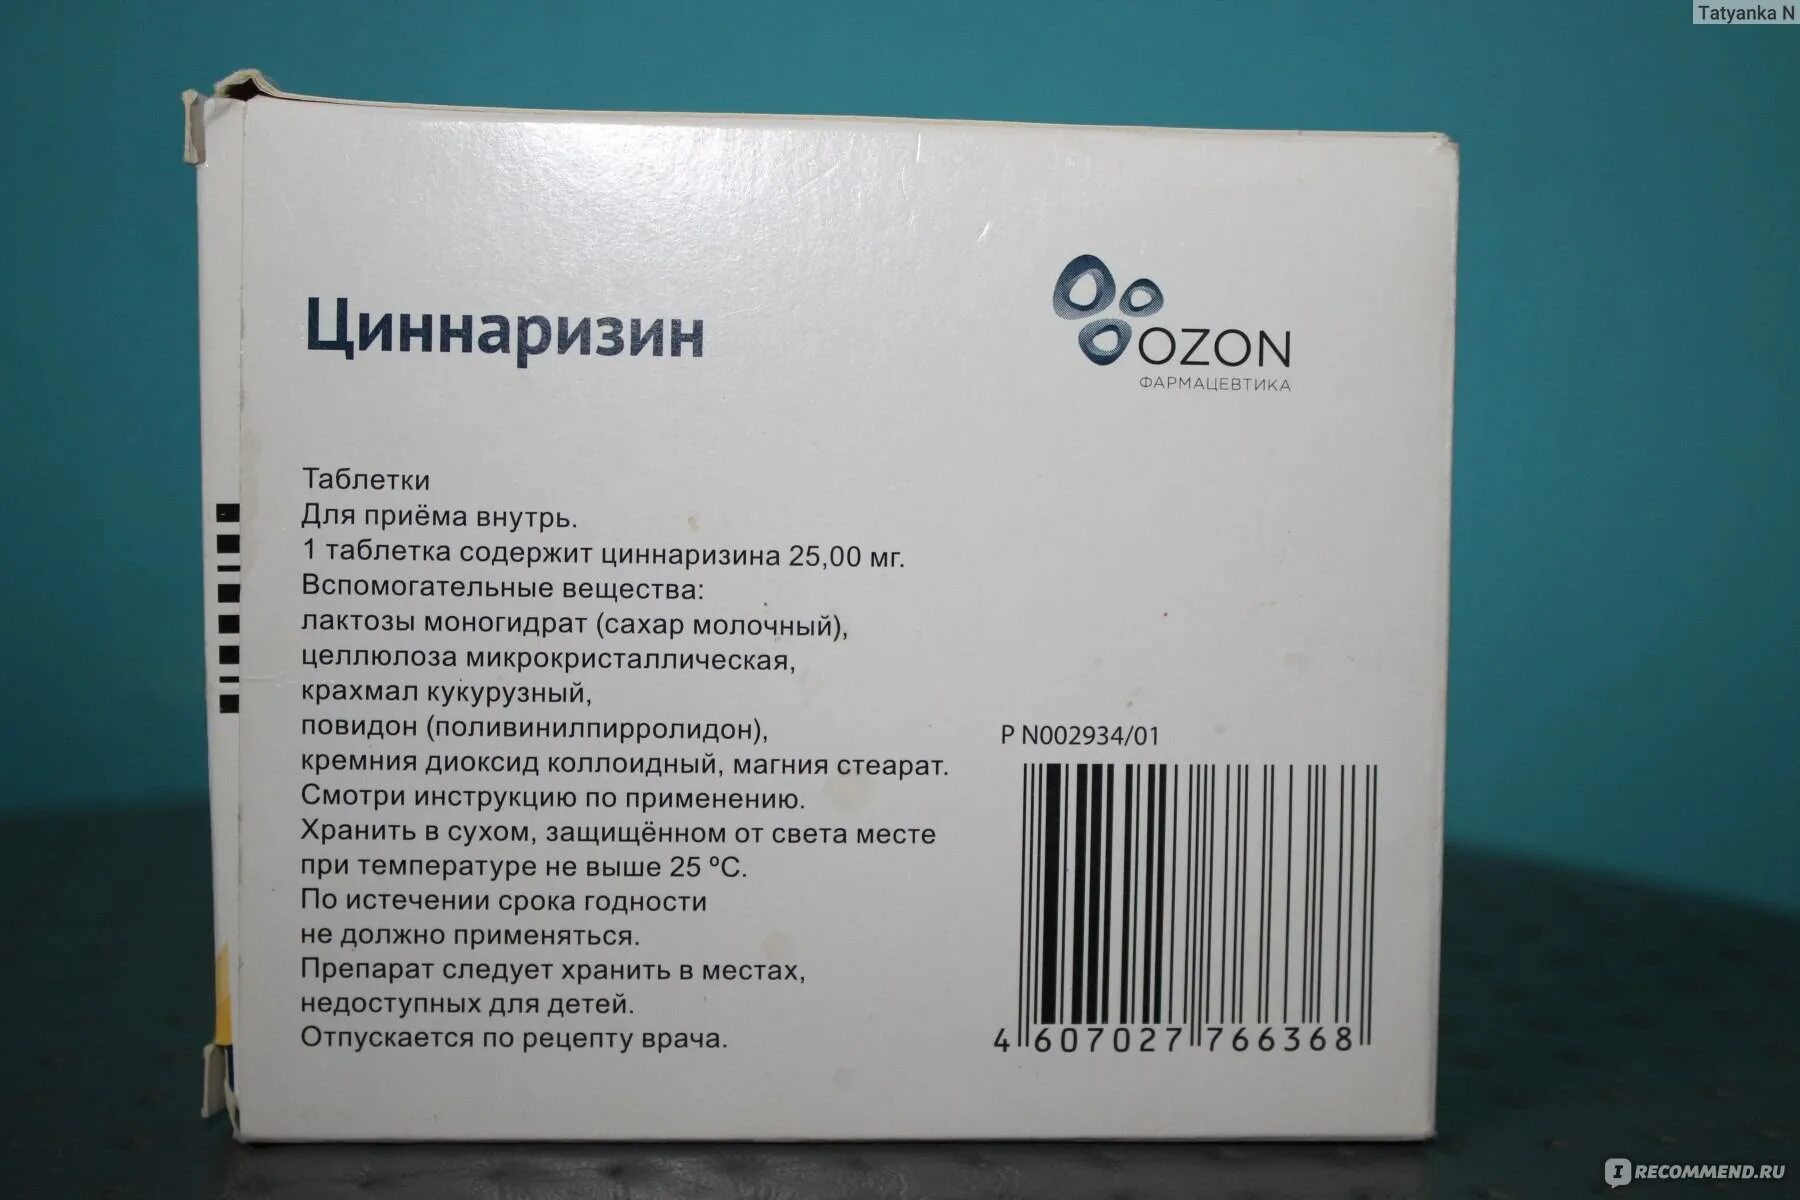 Tatyanka N
Циннаризин
OZON
ФАРМАЦЕВТИКА
Таблетки
Для приёма внутрь.
1 таблетка содержит циннаризина 25,00 мг.
Вспомогательные вещества:
лактозы моногидрат (сахар молочный),
целлюлоза микрокристаллическая,
крахмал кукурузный,
повидон (поливинилпирролидон),
кремния диоксид коллоидный, магния стеарат.
Смотри инструкцию по применению.
Хранить в сухом, защищённом от света месте
при температуре не выше 25 ºС.
По истечении срока годности
не должно применяться.
Препарат следует хранить в местах,
недоступных для детей.
Отпускается по рецепту врача.
Р N002934/01
4 607027 766368
IRECOMMEND.RU